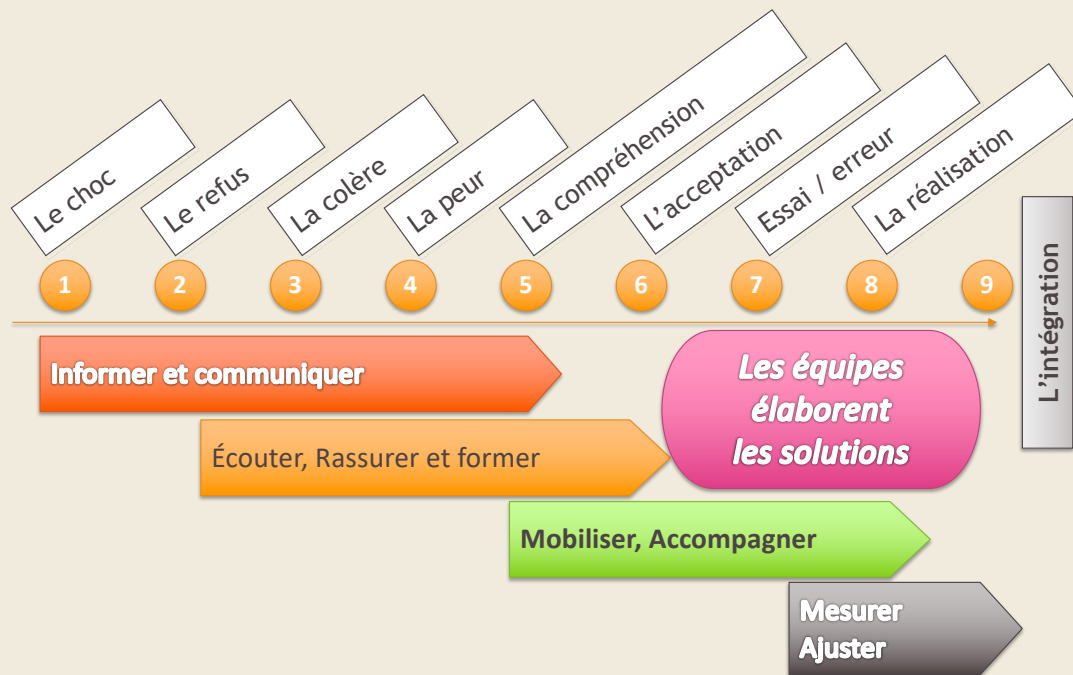 Le choc
Le refus
La colère
La peur
La compréhension
L'acceptation
Essai / erreur
La réalisation
1
2
3
4
5
6
7
8
9
L'intégration
Informer et communiquer
Les équipes
élaborent
les solutions
Écouter, Rassurer et former
Mobiliser, Accompagner
Mesurer
Ajuster